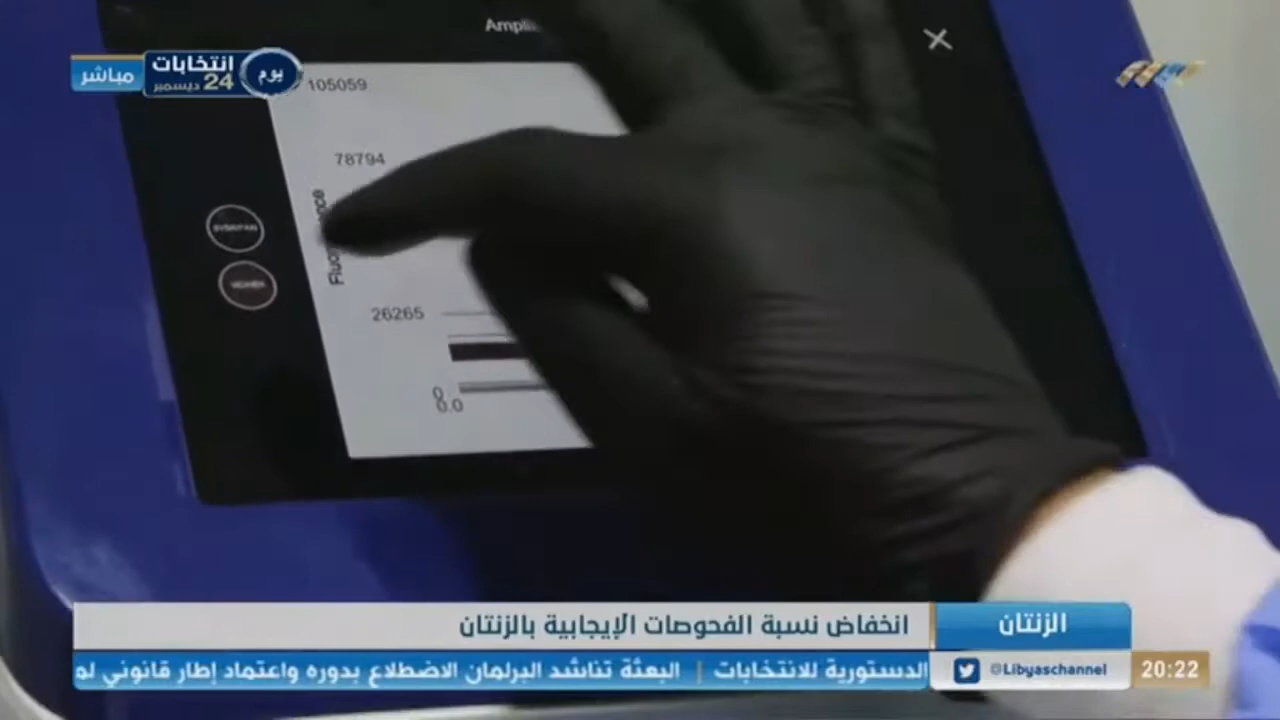 Ampli
×
مباشر
انتخابات
24 ديسمبر
يوم
105059
78794
26265
0
0.0
الزنتان
انخفاض نسبة الفحوصات الإيجابية بالزنتان
الدستورية للانتخابات | البعثة تناشد البرلمان الاضطلاع بدوره واعتماد إطار قانوني لم
@Libyaschannel
20:22